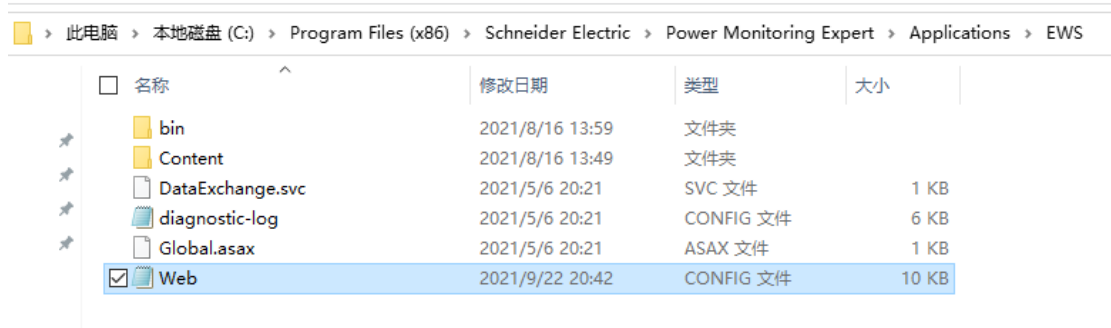 此电脑 › 本地磁盘 (C:) › Program Files (x86) › Schneider Electric › Power Monitoring Expert › Applications › EWS
名称 修改日期 类型 大小
bin 2021/8/16 13:59 文件夹
Content 2021/8/16 13:49 文件夹
DataExchange.svc 2021/5/6 20:21 SVC 文件 1 KB
diagnostic-log 2021/5/6 20:21 CONFIG 文件 6 KB
Global.asax 2021/5/6 20:21 ASAX 文件 1 KB
Web 2021/9/22 20:42 CONFIG 文件 10 KB